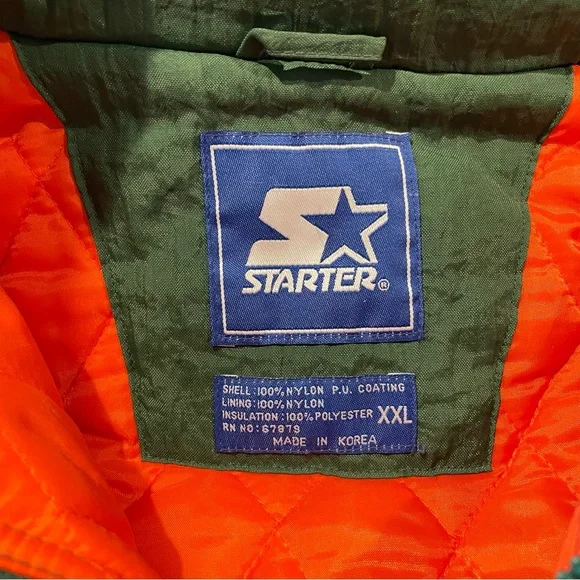 STARTER®
SHELL:100% NYLON P.U. COATING
LINING:100% NYLON
INSULATION:100% POLYESTER XXL
RN NO: 67979
MADE IN KOREA